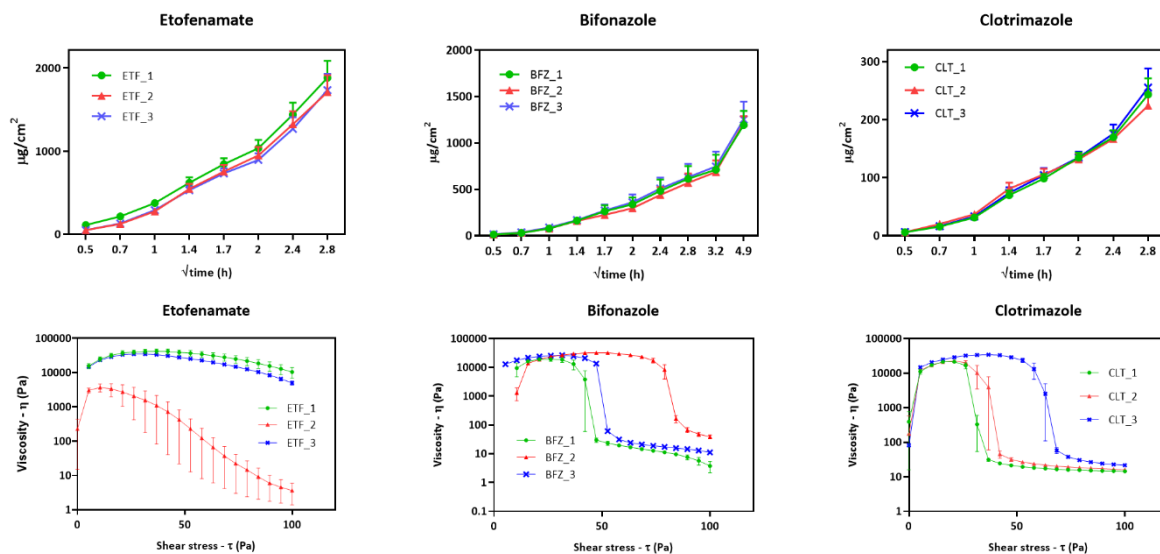 Etofenamate
2000
1000
0
µg/cm²
ETF_1
ETF_2
ETF_3
0.5 0.7 1 1.4 1.7 2 2.4 2.8
√time (h)
Bifonazole
2000
1500
1000
500
0
µg/cm²
BFZ_1
BFZ_2
BFZ_3
0.5 0.7 1 1.4 1.7 2 2.4 2.8 3.2 4.9
√time (h)
Clotrimazole
300
200
100
0
µg/cm²
CLT_1
CLT_2
CLT_3
0.5 0.7 1 1.4 1.7 2 2.4 2.8
√time (h)
Etofenamate
100000
10000
1000
100
10
1
Viscosity - η (Pa)
ETF_1
ETF_2
ETF_3
0 50 100
Shear stress - τ (Pa)
Bifonazole
100000
10000
1000
100
10
1
0.1
Viscosity - η (Pa)
BFZ_1
BFZ_2
BFZ_3
0 50 100
Shear stress - τ (Pa)
Clotrimazole
100000
10000
1000
100
10
1
Viscosity - η (Pa)
CLT_1
CLT_2
CLT_3
0 50 100
Shear stress - τ (Pa)